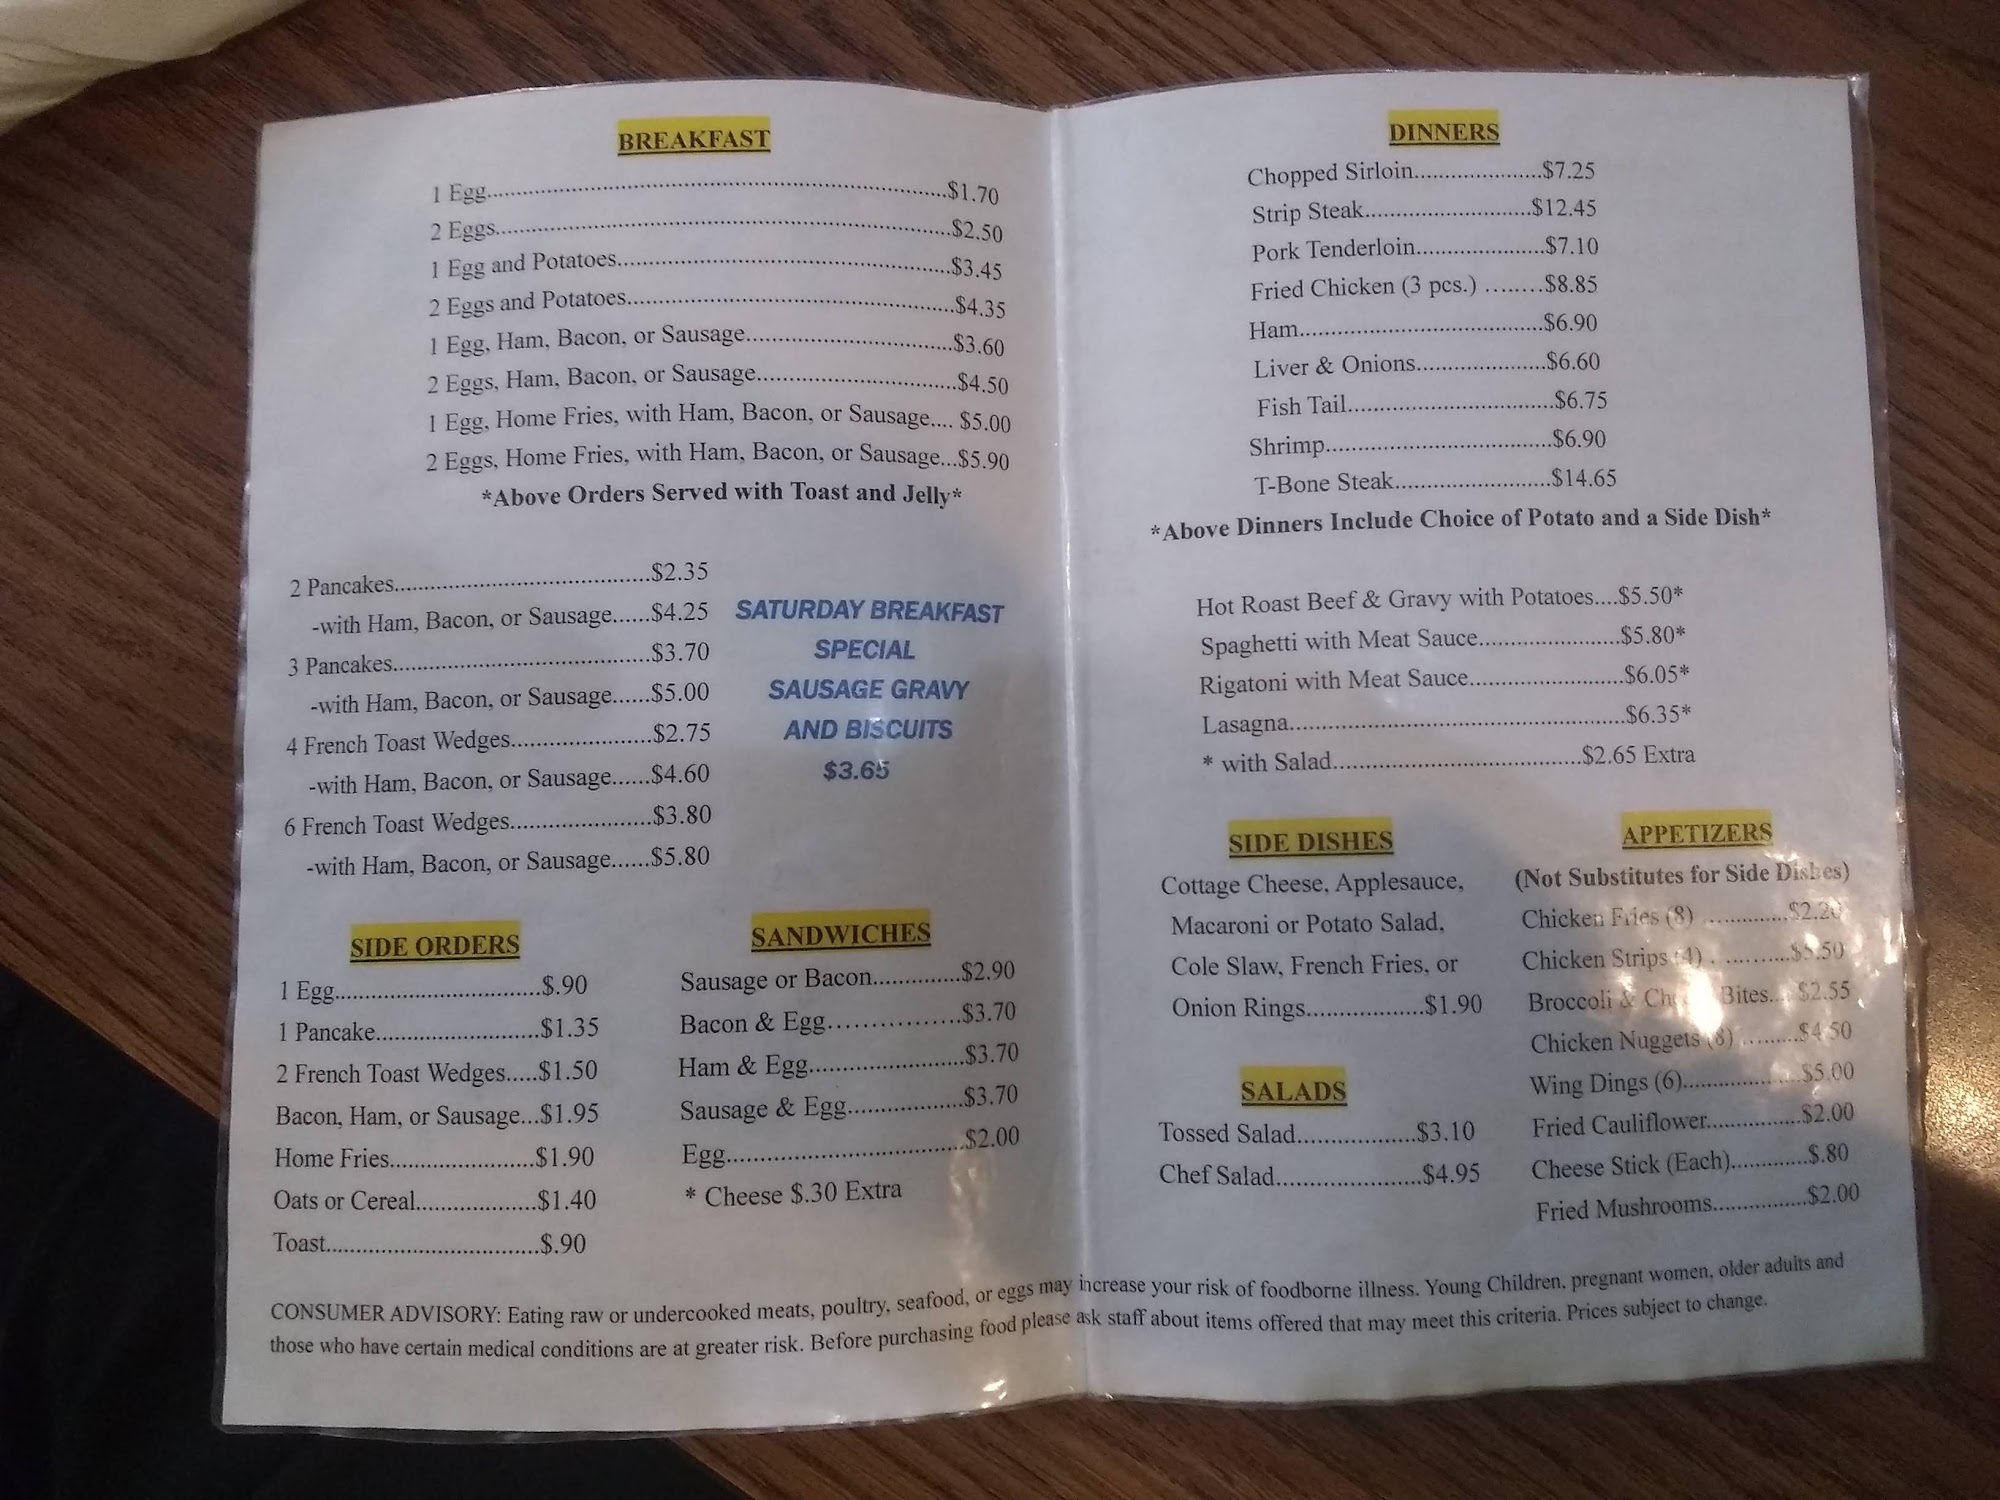 BREAKFAST
1 Egg.....$1.70
2 Eggs.....$2.50
1 Egg and Potatoes.....$3.45
2 Eggs and Potatoes.....$4.35
1 Egg, Ham, Bacon, or Sausage.....$3.60
2 Eggs, Ham, Bacon, or Sausage.....$4.50
1 Egg, Home Fries, with Ham, Bacon, or Sausage.... $5.00
2 Eggs, Home Fries, with Ham, Bacon, or Sausage...$5.90
*Above Orders Served with Toast and Jelly*
2 Pancakes.....$2.35
-with Ham, Bacon, or Sausage......$4.25
3 Pancakes.....$3.70
-with Ham, Bacon, or Sausage......$5.00
4 French Toast Wedges.....$2.75
-with Ham, Bacon, or Sausage......$4.60
6 French Toast Wedges.....$3.80
-with Ham, Bacon, or Sausage......$5.80
SATURDAY BREAKFAST
SPECIAL
SAUSAGE GRAVY
AND BISCUITS
$3.65
SIDE ORDERS
1 Egg.....$.90
1 Pancake.....$1.35
2 French Toast Wedges.....$1.50
Bacon, Ham, or Sausage...$1.95
Home Fries.....$1.90
Oats or Cereal.....$1.40
Toast.....$.90
SANDWICHES
Sausage or Bacon.....$2.90
Bacon & Egg.....$3.70
Ham & Egg.....$3.70
Sausage & Egg.....$3.70
Egg.....$2.00
* Cheese $.30 Extra
DINNERS
Chopped Sirloin.....$7.25
Strip Steak.....$12.45
Pork Tenderloin.....$7.10
Fried Chicken (3 pcs.) ........$8.85
Ham.....$6.90
Liver & Onions.....$6.60
Fish Tail.....$6.75
Shrimp.....$6.90
T-Bone Steak.....$14.65
*Above Dinners Include Choice of Potato and a Side Dish*
Hot Roast Beef & Gravy with Potatoes....$5.50*
Spaghetti with Meat Sauce.....$5.80*
Rigatoni with Meat Sauce.....$6.05*
Lasagna.....$6.35*
* with Salad.....$2.65 Extra
SIDE DISHES
Cottage Cheese, Applesauce,
Macaroni or Potato Salad,
Cole Slaw, French Fries, or
Onion Rings.....$1.90
SALADS
Tossed Salad.....$3.10
Chef Salad.....$4.95
APPETIZERS
(Not Substitutes for Side Dishes)
Chicken Fries (8) .....$2.20
Chicken Strips (4) .....
Broccoli & Bites... $2.55
Chicken Nuggets (8) .....$4.50
Wing Dings (6).....$5.00
Fried Cauliflower.....$2.00
Cheese Stick (Each).....$.80
Fried Mushrooms.....$2.00
CONSUMER ADVISORY: Eating raw or undercooked meats, poultry, seafood, or eggs may increase your risk of foodborne illness. Young Children, pregnant women, older adults and
those who have certain medical conditions are at greater risk. Before purchasing food please ask staff about items offered that may meet this criteria. Prices subject to change.